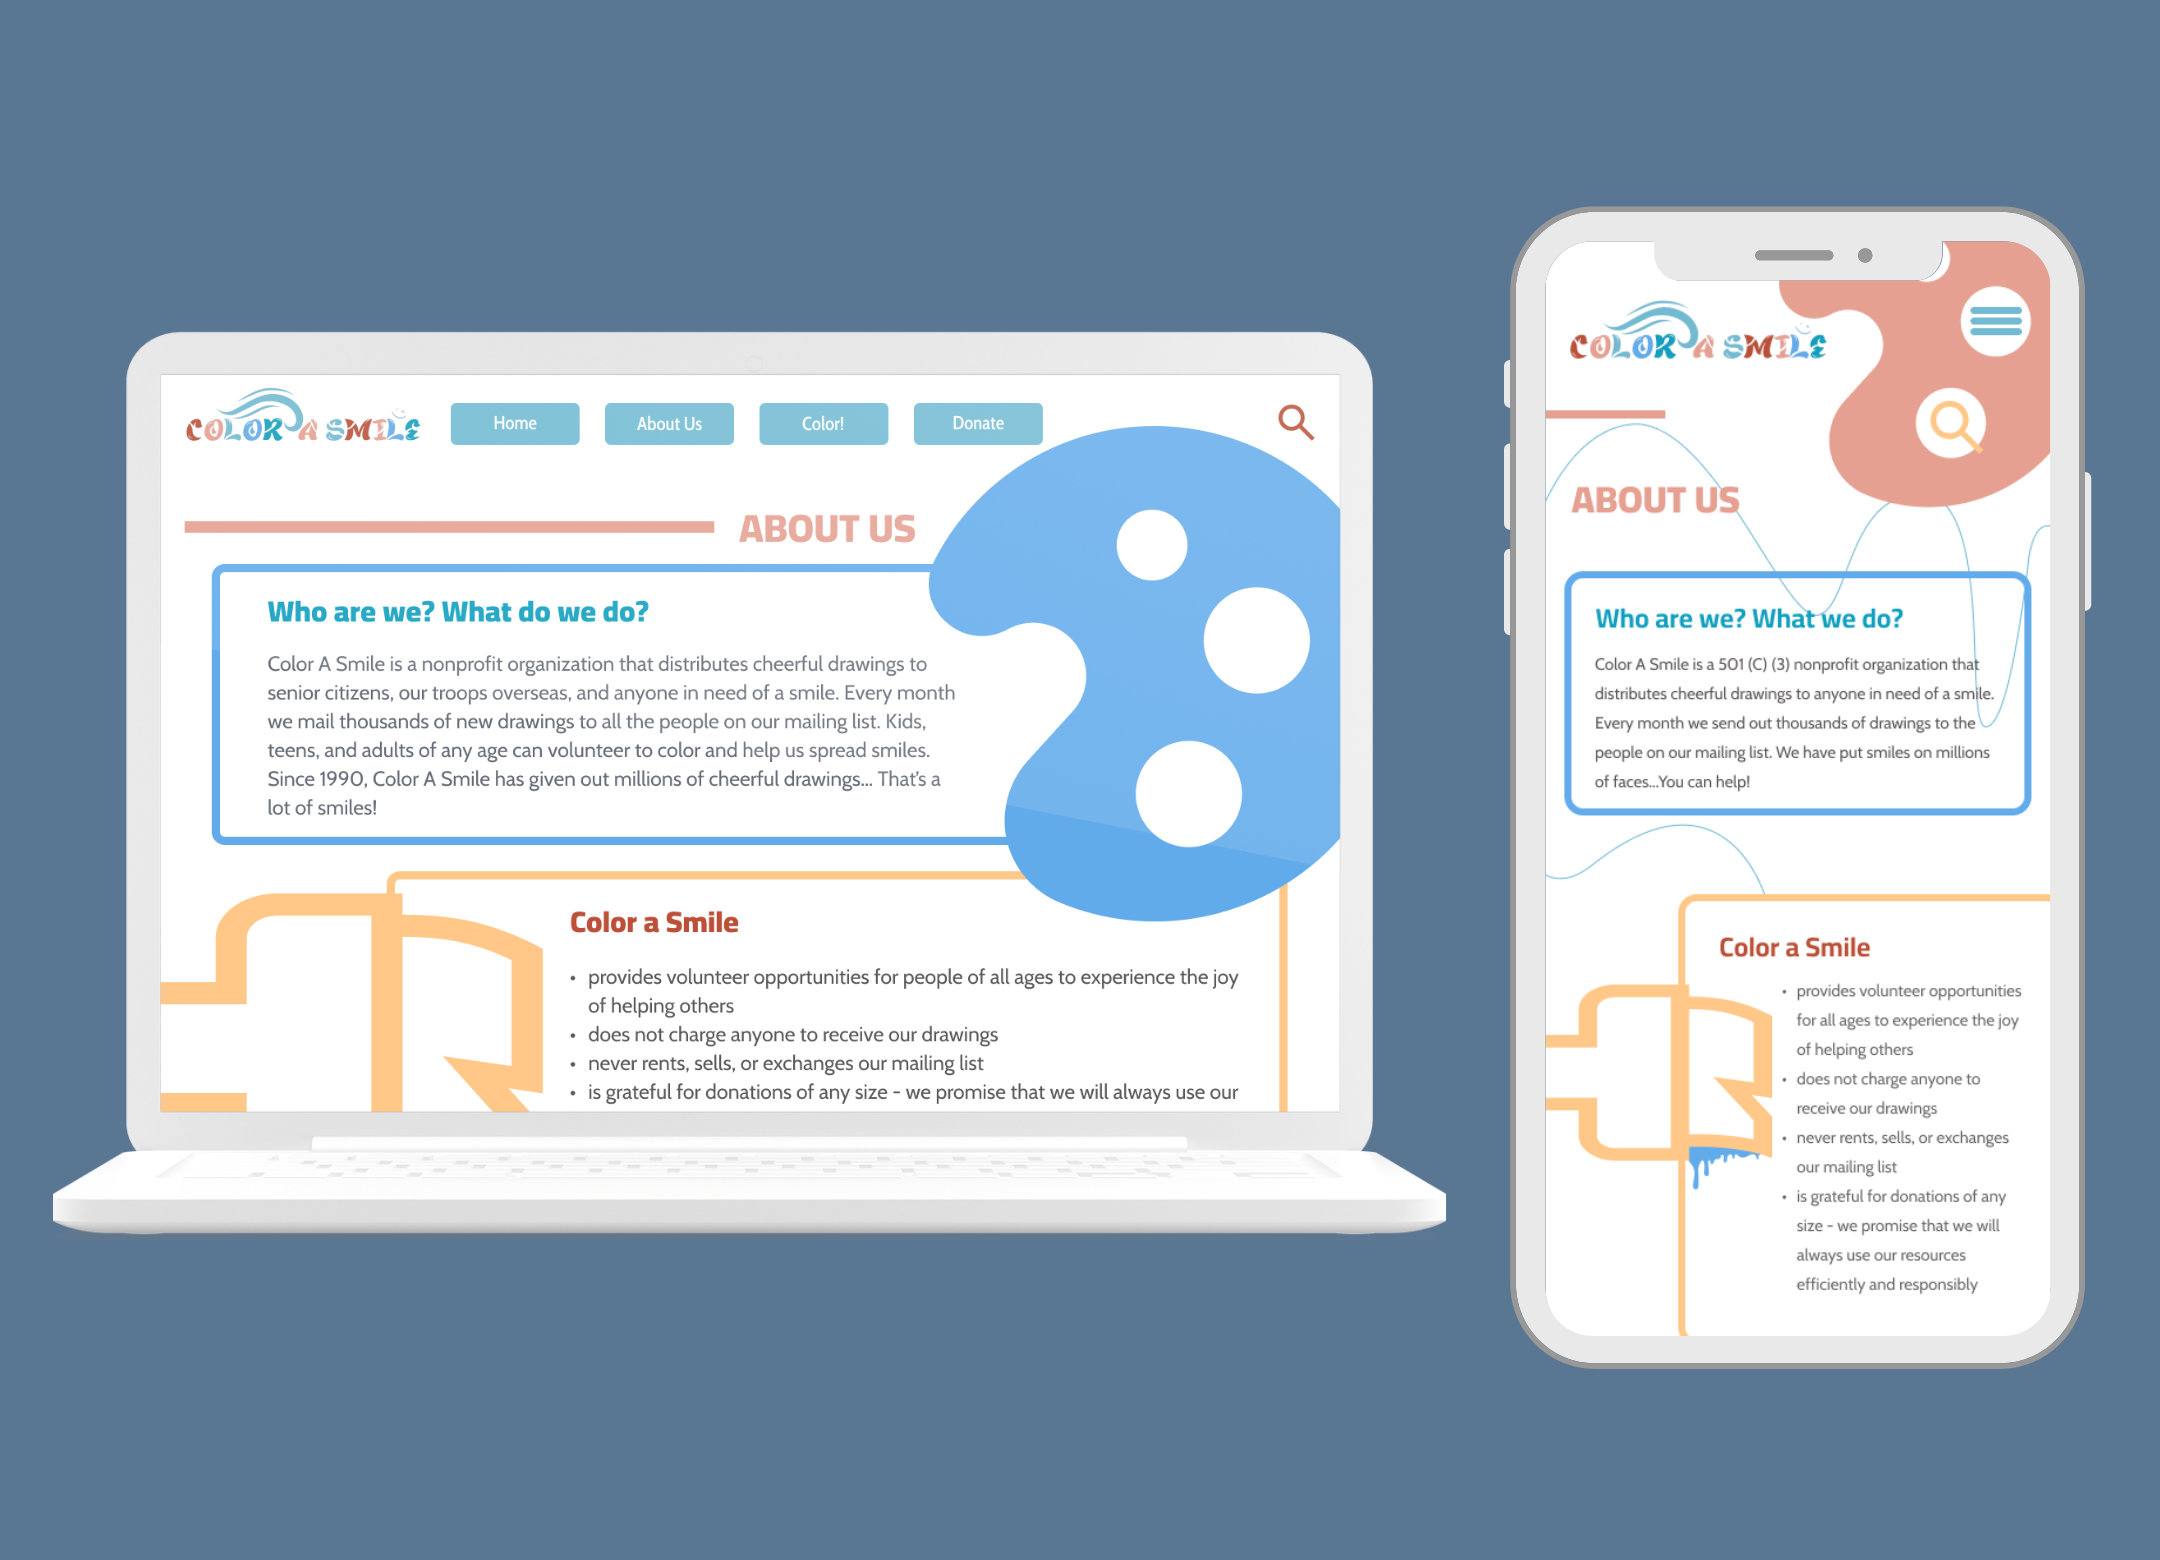 COLOR A SMILE
Home
About Us
Color!
Donate
ABOUT US
Who are we? What do we do?
Color A Smile is a nonprofit organization that distributes cheerful drawings to
senior citizens, our troops overseas, and anyone in need of a smile. Every month
we mail thousands of new drawings to all the people on our mailing list. Kids,
teens, and adults of any age can volunteer to color and help us spread smiles.
Since 1990, Color A Smile has given out millions of cheerful drawings... That's a
lot of smiles!
Color a Smile
• provides volunteer opportunities for people of all ages to experience the joy
of helping others
• does not charge anyone to receive our drawings
• never rents, sells, or exchanges our mailing list
• is grateful for donations of any size - we promise that we will always use our
COLOR A SMILE
ABOUT US
Who are we? What we do?
Color A Smile is a 501 (C) (3) nonprofit organization that
distributes cheerful drawings to anyone in need of a smile.
Every month we send out thousands of drawings to the
people on our mailing list. We have put smiles on millions
of faces...You can help!
Color a Smile
• provides volunteer opportunities
for all ages to experience the joy
of helping others
• does not charge anyone to
receive our drawings
• never rents, sells, or exchanges
our mailing list
• is grateful for donations of any
size - we promise that we will
always use our resources
efficiently and responsibly